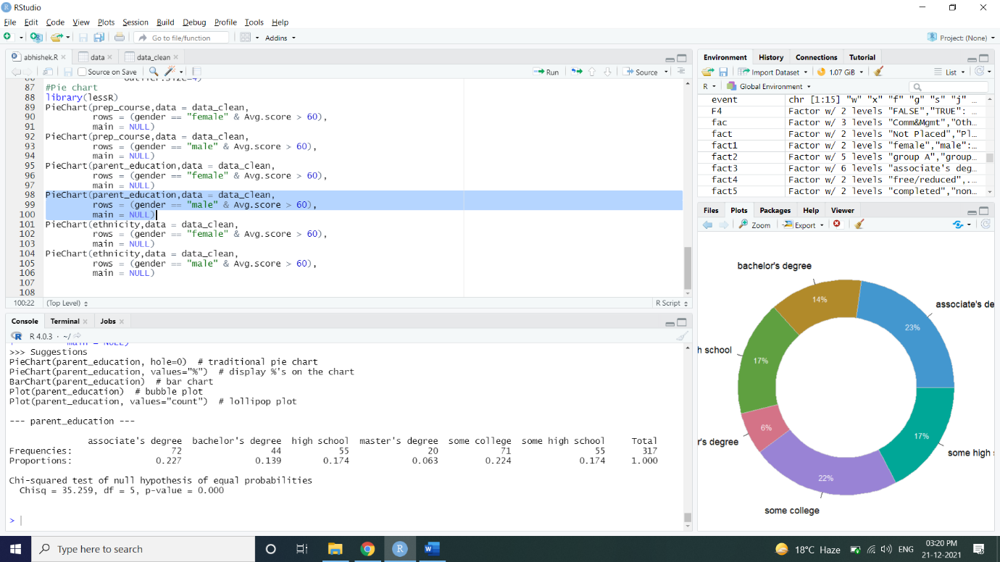 RStudio
File Edit Code View Plots Session Build Debug Profile Tools Help
Go to file/function Addins Project: (None)
abhishek.R data data_clean
Source on Save Run Source
87 #Pie chart
88 library(lessR)
89 PieChart(prep_course,data = data_clean,
90 rows = (gender == "female" & Avg.score > 60),
91 main = NULL)
92 PieChart(prep_course,data = data_clean,
93 rows = (gender == "male" & Avg.score > 60),
94 main = NULL)
95 PieChart(parent_education,data = data_clean,
96 rows = (gender == "female" & Avg.score > 60),
97 main = NULL)
98 PieChart(parent_education,data = data_clean,
99 rows = (gender == "male" & Avg.score > 60),
100 main = NULL)
101 PieChart(ethnicity,data = data_clean,
102 rows = (gender == "female" & Avg.score > 60),
103 main = NULL)
104 PieChart(ethnicity,data = data_clean,
105 rows = (gender == "male" & Avg.score > 60),
106 main = NULL)
107
108
100:22 (Top Level) R Script
Console Terminal Jobs
R 4.0.3 · ~/
>>> Suggestions
PieChart(parent_education, hole=0) # traditional pie chart
PieChart(parent_education, values="%") # display %'s on the chart
BarChart(parent_education) # bar chart
Plot(parent_education) # bubble plot
Plot(parent_education, values="count") # lollipop plot
--- parent_education ---
associate's degree bachelor's degree high school master's degree some college some high school Total
Frequencies: 72 44 55 20 71 55 317
Proportions: 0.227 0.139 0.174 0.063 0.224 0.174 1.000
Chi-squared test of null hypothesis of equal probabilities
Chisq = 35.259, df = 5, p-value = 0.000
>
Environment History Connections Tutorial
Import Dataset 1.07 GiB List
R Global Environment
event chr [1:15] "w" "x" "f" "g" "s" "j" ...
F4 Factor w/ 2 levels "FALSE","TRUE": ...
fac Factor w/ 3 levels "Comm&Mgmt","Oth...
fact Factor w/ 2 levels "Not Placed","Pl...
fact1 Factor w/ 2 levels "female","male":...
fact2 Factor w/ 5 levels "group A","group...
fact3 Factor w/ 6 levels "associate's deg...
fact4 Factor w/ 2 levels "free/reduced",...
fact5 Factor w/ 2 levels "completed","non...
Files Plots Packages Help Viewer
Zoom Export
bachelor's degree
14%
associate's de
23%
h school
17%
6%
r's degree
17%
some high s
22%
some college
Type here to search
18°C Haze ENG
03:20 PM
21-12-2021